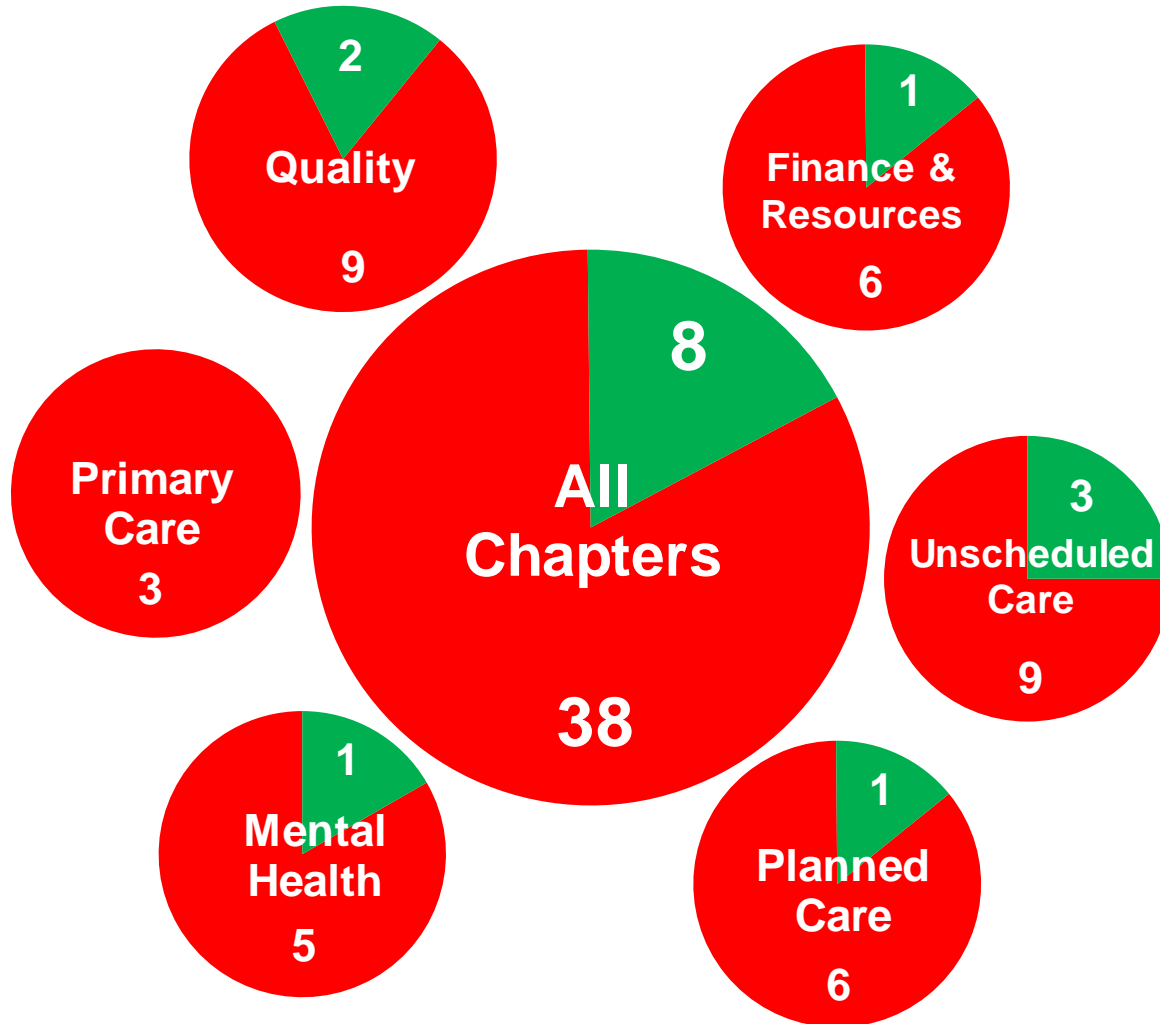 2
Quality
9
1
Finance &
Resources
6
8
All
Chapters
38
Primary
Care
3
3
Unscheduled
Care
9
1
Mental
Health
5
1
Planned
Care
6